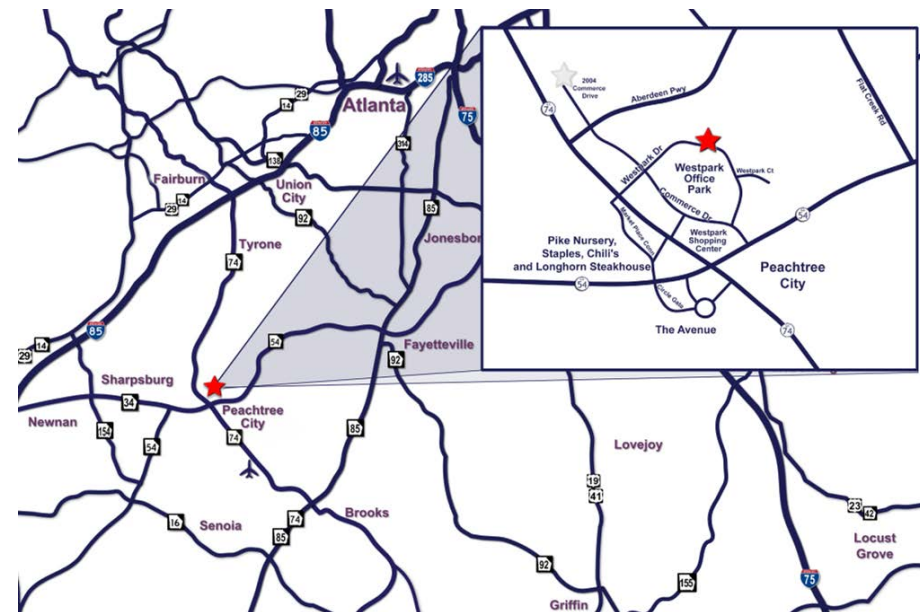 285
Atlanta
75
29
14
85
314
138
Fairburn
Union
City
14
29
92
85
Jonesbor
Tyrone
74
85
14
29
54
Fayetteville
92
Sharpsburg
34
Newnan
Peachtree
City
154
54
74
85
Lovejoy
19
41
16
Senoia
74
85
Brooks
23
42
Locust
Grove
92
155
75
Griffin
2004
Commerce
Drive
74
Aberdeen Pwy
Flat Creek Rd
Westpark Dr
Westpark
Office
Park
Westpark Ct
Commerce Dr
Market Place Conn
54
Westpark
Shopping
Center
Pike Nursery,
Staples, Chili's
and Longhorn Steakhouse
54
Circle Gate
Peachtree
City
The Avenue
74